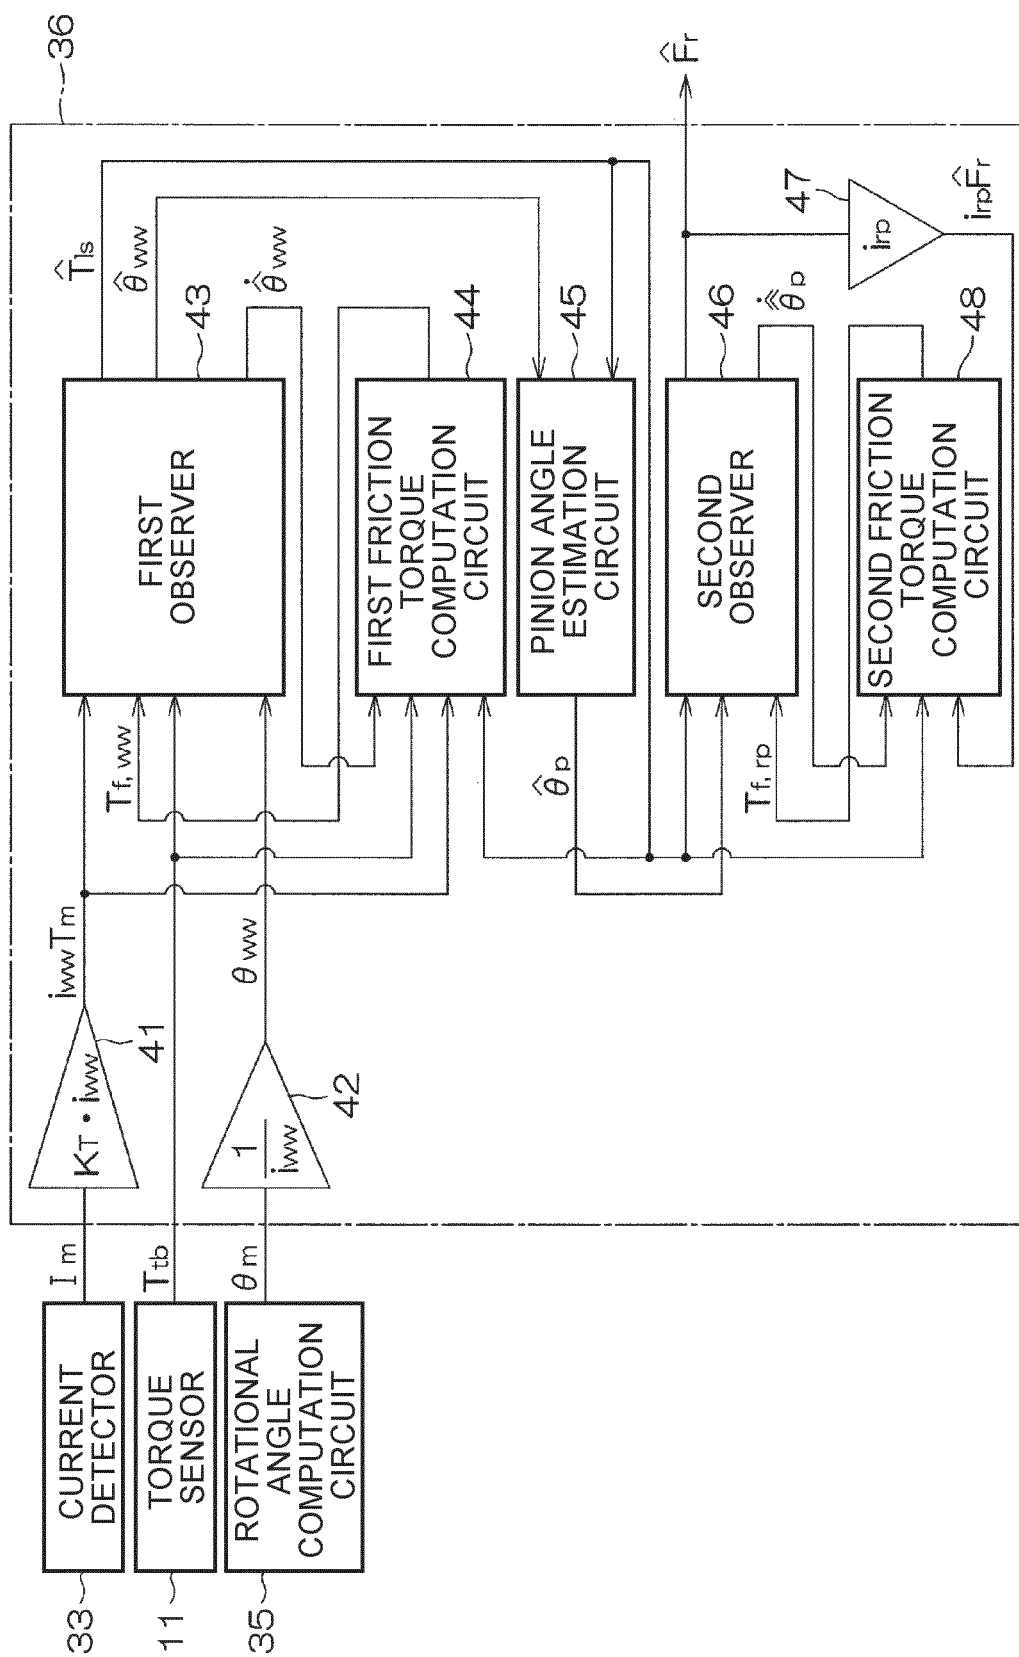 36
33
CURRENT
DETECTOR
Im
KT · iww
41
iwwTm
11
TORQUE
SENSOR
Ttb
35
ROTATIONAL
ANGLE
COMPUTATION
CIRCUIT
θm
1
iww
42
θww
Tf, ww
FIRST
OBSERVER
43
T̂ls
θ̂ww
θ̂̇ww
FIRST FRICTION
TORQUE
COMPUTATION
CIRCUIT
44
PINION ANGLE
ESTIMATION
CIRCUIT
45
θ̂p
SECOND
OBSERVER
46
Tf, rp
θ̂̂̇p
F̂r
47
irp
irpF̂r
SECOND FRICTION
TORQUE
COMPUTATION
CIRCUIT
48